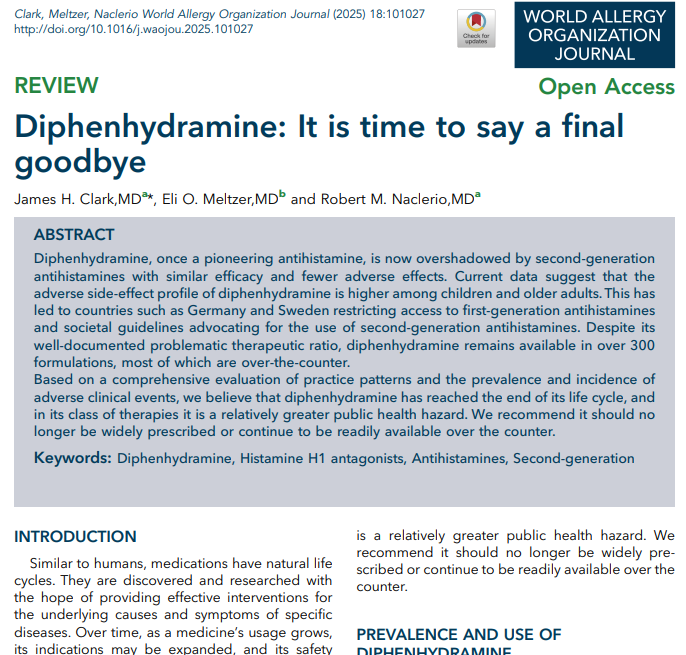 Clark, Meltzer, Naclerio World Allergy Organization Journal (2025) 18:101027
http://doi.org/10.1016/j.waojou.2025.101027
Check for
updates
WORLD ALLERGY
ORGANIZATION
JOURNAL
REVIEW
Open Access
Diphenhydramine: It is time to say a final
goodbye
James H. Clark,MDa*, Eli O. Meltzer,MDb and Robert M. Naclerio,MDa
ABSTRACT
Diphenhydramine, once a pioneering antihistamine, is now overshadowed by second-generation
antihistamines with similar efficacy and fewer adverse effects. Current data suggest that the
adverse side-effect profile of diphenhydramine is higher among children and older adults. This has
led to countries such as Germany and Sweden restricting access to first-generation antihistamines
and societal guidelines advocating for the use of second-generation antihistamines. Despite its
well-documented problematic therapeutic ratio, diphenhydramine remains available in over 300
formulations, most of which are over-the-counter.
Based on a comprehensive evaluation of practice patterns and the prevalence and incidence of
adverse clinical events, we believe that diphenhydramine has reached the end of its life cycle, and
in its class of therapies it is a relatively greater public health hazard. We recommend it should no
longer be widely prescribed or continue to be readily available over the counter.
Keywords: Diphenhydramine, Histamine H1 antagonists, Antihistamines, Second-generation
INTRODUCTION
Similar to humans, medications have natural life
cycles. They are discovered and researched with
the hope of providing effective interventions for
the underlying causes and symptoms of specific
diseases. Over time, as a medicine's usage grows,
its indications may be expanded, and its safety
is a relatively greater public health hazard. We
recommend it should no longer be widely pre-
scribed or continue to be readily available over the
counter.
PREVALENCE AND USE OF
DIPHENHYDRAMINE